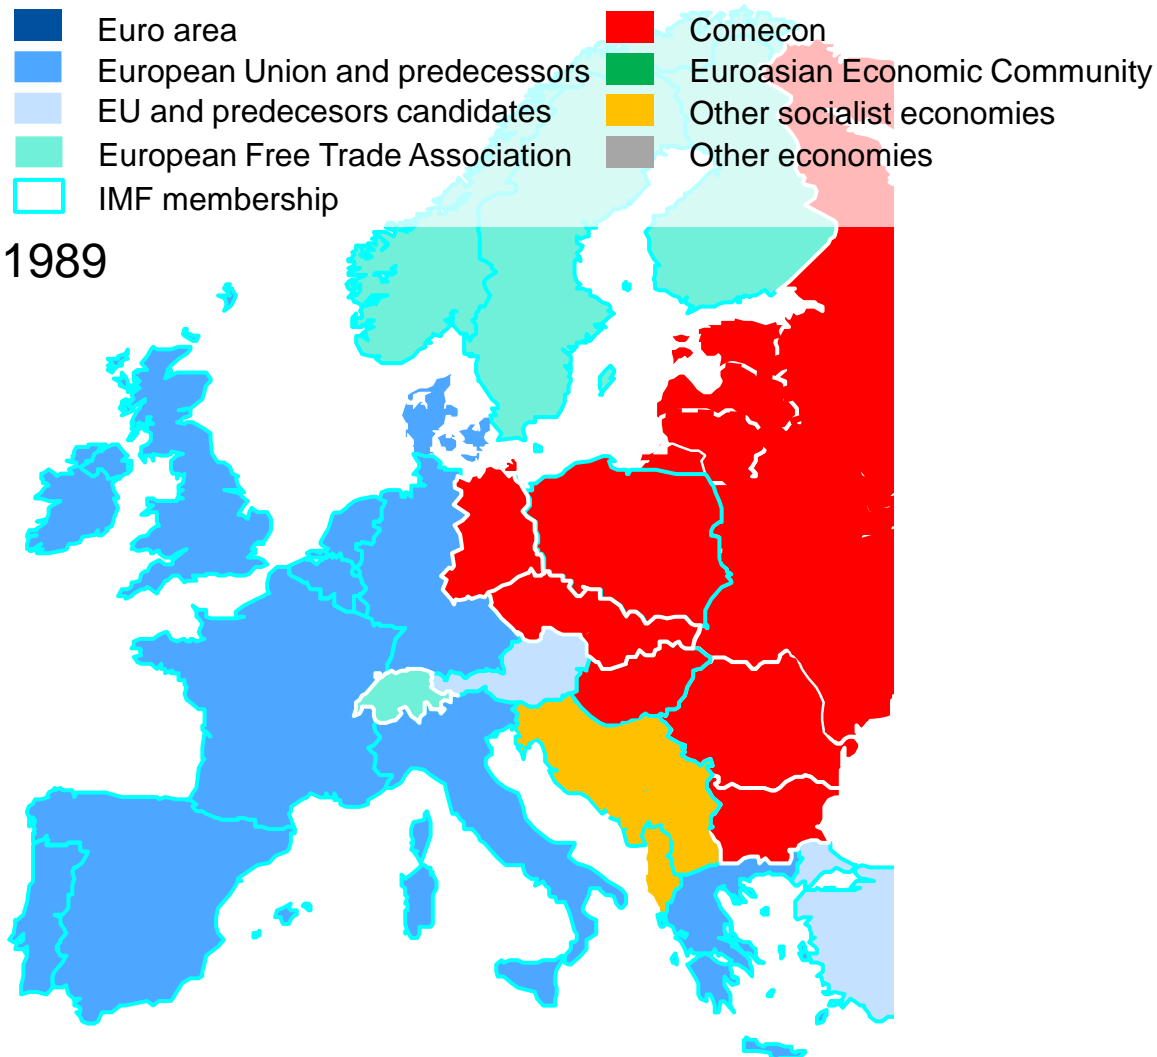 Euro area
European Union and predecessors
EU and predecesors candidates
European Free Trade Association
IMF membership
Comecon
Euroasian Economic Community
Other socialist economies
Other economies
1989